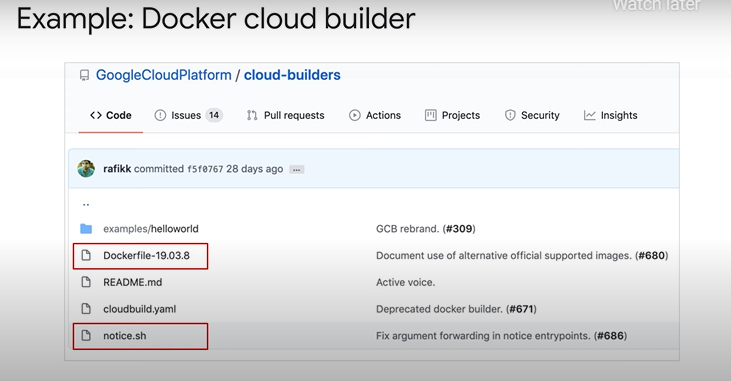 Watch later
Example: Docker cloud builder
GoogleCloudPlatform / cloud-builders
Code Issues 14 Pull requests Actions Projects Security Insights
rafikk committed f5f0767 28 days ago ...
..
examples/helloworld GCB rebrand. (#309)
Dockerfile-19.03.8 Document use of alternative official supported images. (#680)
README.md Active voice.
cloudbuild.yaml Deprecated docker builder. (#671)
notice.sh Fix argument forwarding in notice entrypoints. (#686)